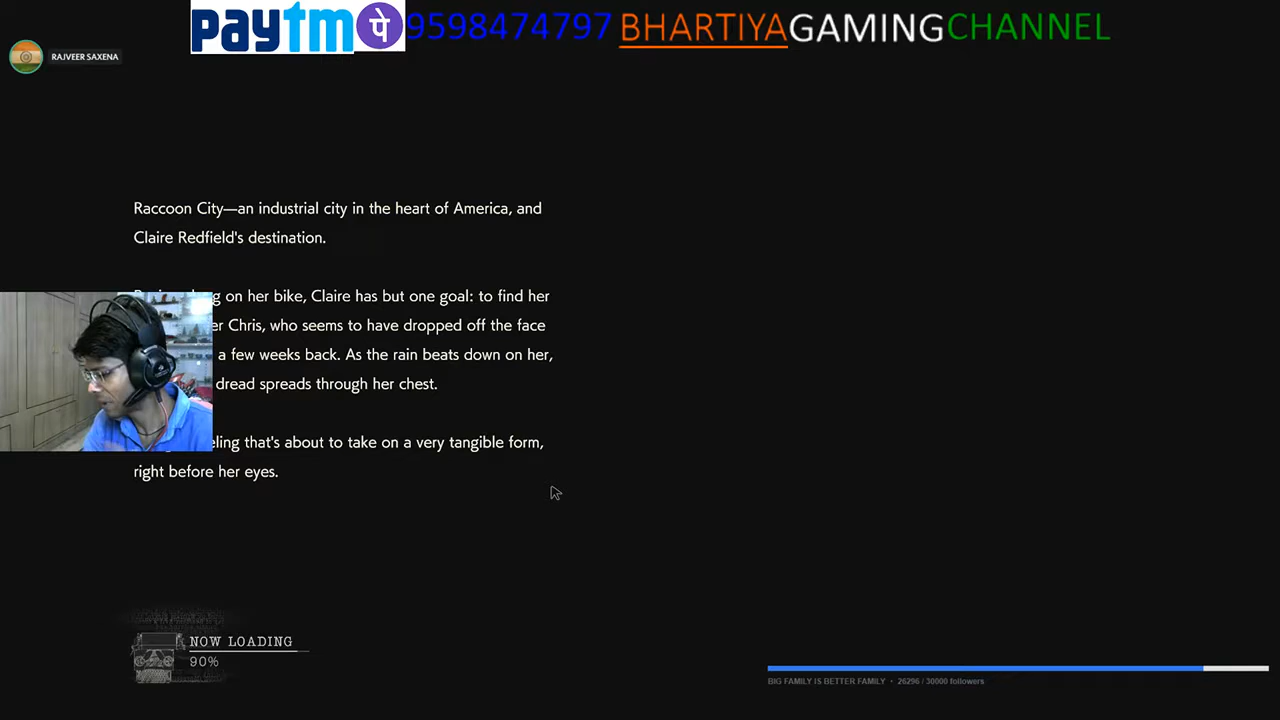 paytm पे 9598474797 BHARTIYAGAMINGCHANNEL
RAJVEER SAXENA
Raccoon City—an industrial city in the heart of America, and
Claire Redfield's destination.
on her bike, Claire has but one goal: to find her
Chris, who seems to have dropped off the face
a few weeks back. As the rain beats down on her,
dread spreads through her chest.
that's about to take on a very tangible form,
right before her eyes.
NOW LOADING
90%
BIG FAMILY IS BETTER FAMILY • 26296 / 30000 followers